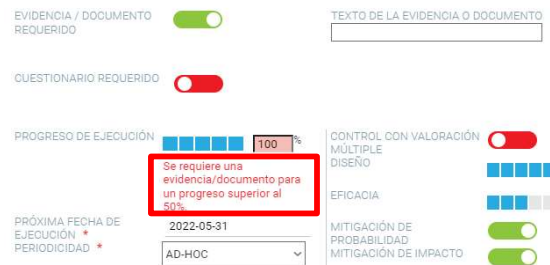 EVIDENCIA / DOCUMENTO
REQUERIDO
TEXTO DE LA EVIDENCIA O DOCUMENTO
CUESTIONARIO REQUERIDO
PROGRESO DE EJECUCIÓN
100 %
Se requiere una
evidencia/documento para
un progreso superior al
50%.
CONTROL CON VALORACIÓN
MÚLTIPLE
DISEÑO
EFICACIA
PRÓXIMA FECHA DE
EJECUCIÓN *
2022-05-31
PERIODICIDAD *
AD-HOC
MITIGACIÓN DE
PROBABILIDAD
MITIGACIÓN DE IMPACTO